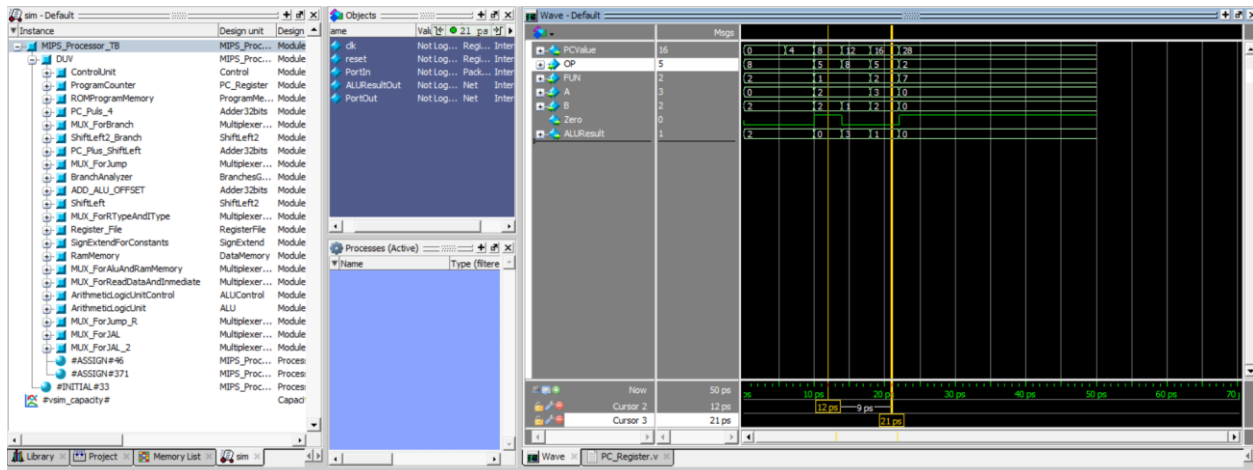 sim - Default
Instance Design unit Design
MIPS_Processor_TB MIPS_Proc... Module
DUV MIPS_Proc... Module
ControlUnit Control Module
ProgramCounter PC_Register Module
ROMProgramMemory ProgramMe... Module
PC_Puls_4 Adder32bits Module
MUX_ForBranch Multiplexer... Module
ShiftLeft2_Branch ShiftLeft2 Module
PC_Plus_ShiftLeft Adder32bits Module
MUX_ForJump Multiplexer... Module
BranchAnalyzer BranchesG... Module
ADD_ALU_OFFSET Adder32bits Module
ShiftLeft ShiftLeft2 Module
MUX_ForRTypeAndIType Multiplexer... Module
Register_File RegisterFile Module
SignExtendForConstants SignExtend Module
RamMemory DataMemory Module
MUX_ForAluAndRamMemory Multiplexer... Module
MUX_ForReadDataAndInmediate Multiplexer... Module
ArithmeticLogicUnitControl ALUControl Module
ArithmeticLogicUnit ALU Module
MUX_ForJump_R Multiplexer... Module
MUX_ForJAL Multiplexer... Module
MUX_ForJAL_2 Multiplexer... Module
#ASSIGN#46 MIPS_Proc... Process
#ASSIGN#371 MIPS_Proc... Process
#INITIAL#33 MIPS_Proc... Process
#vsim_capacity# Capaci
Library Project Memory List sim
Objects
ame Valu 21 ps
clk Not Log... Regi... Inter
reset Not Log... Regi... Inter
PortIn Not Log... Pack... Inter
ALUResultOut Not Log... Net Inter
PortOut Not Log... Net Inter
Processes (Active)
Name Type (filtere
Wave - Default
Msgs
PCValue 16 0 4 8 12 16 28
OP 5 8 5 8 5 2
FUN 2 2 1 2 7
A 3 0 2 3 0
B 2 2 2 1 2 0
Zero 0
ALUResult 1 2 0 3 1 0
Now 50 ps ps 10 ps 20 p 30 ps 40 ps 50 ps 60 ps 70
Cursor 2 12 ps 12 ps 9 ps
Cursor 3 21 ps 21 ps
Wave PC_Register.v